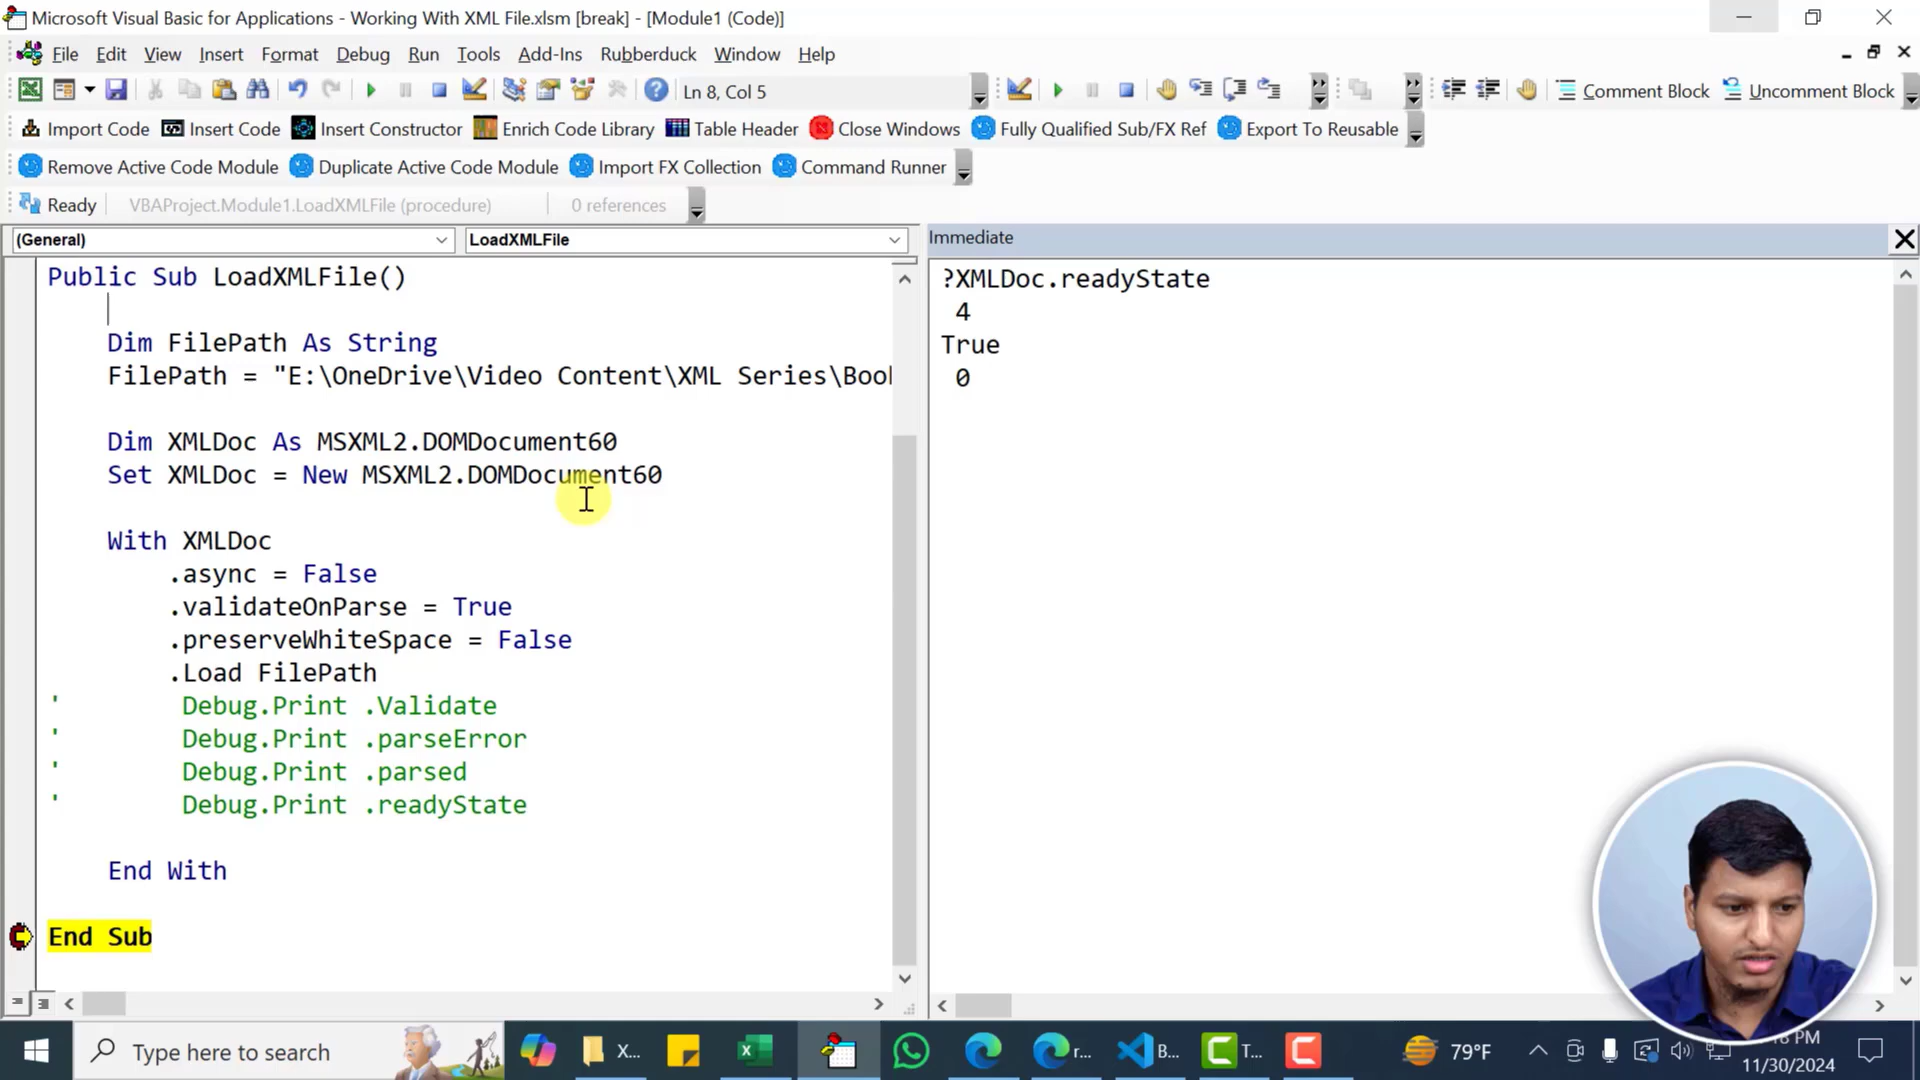 Microsoft Visual Basic for Applications - Working With XML File.xlsm [break] - [Module1 (Code)]
File Edit View Insert Format Debug Run Tools Add-Ins Rubberduck Window Help
Ln 8, Col 5
Comment Block Uncomment Block
Import Code Insert Code Insert Constructor Enrich Code Library Table Header Close Windows Fully Qualified Sub/FX Ref Export To Reusable
Remove Active Code Module Duplicate Active Code Module Import FX Collection Command Runner
Ready VBAProject.Module1.LoadXMLFile (procedure) 0 references
(General) LoadXMLFile
Public Sub LoadXMLFile()
Dim FilePath As String
FilePath = "E:\OneDrive\Video Content\XML Series\Boo
Dim XMLDoc As MSXML2.DOMDocument60
Set XMLDoc = New MSXML2.DOMDocument60
With XMLDoc
.async = False
.validateOnParse = True
.preserveWhiteSpace = False
.Load FilePath
' Debug.Print .Validate
' Debug.Print .parseError
' Debug.Print .parsed
' Debug.Print .readyState
End With
End Sub
Immediate
?XMLDoc.readyState
4
True
0
Type here to search
X...
r...
B...
T...
79°F
PM
11/30/2024